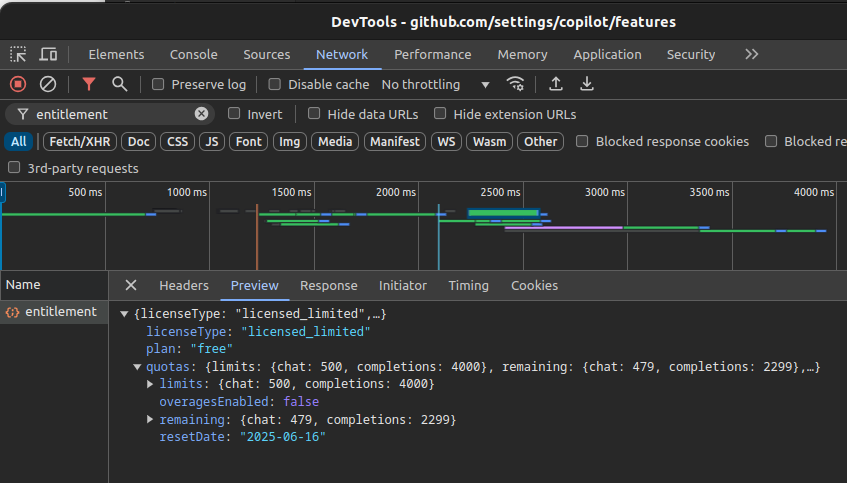 DevTools - github.com/settings/copilot/features
Elements Console Sources Network Performance Memory Application Security
Preserve log Disable cache No throttling
entitlement Invert Hide data URLs Hide extension URLs
All Fetch/XHR Doc CSS JS Font Img Media Manifest WS Wasm Other Blocked response cookies Blocked re
3rd-party requests
500 ms 1000 ms 1500 ms 2000 ms 2500 ms 3000 ms 3500 ms 4000 ms
Name Headers Preview Response Initiator Timing Cookies
entitlement
{licenseType: "licensed_limited",…}
licenseType: "licensed_limited"
plan: "free"
quotas: {limits: {chat: 500, completions: 4000}, remaining: {chat: 479, completions: 2299},…}
limits: {chat: 500, completions: 4000}
overagesEnabled: false
remaining: {chat: 479, completions: 2299}
resetDate: "2025-06-16"